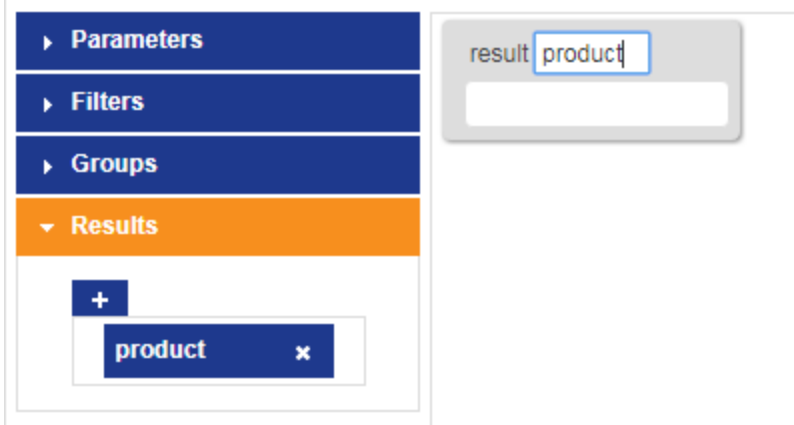 Parameters
Filters
Groups
Results
+
product ×
result product